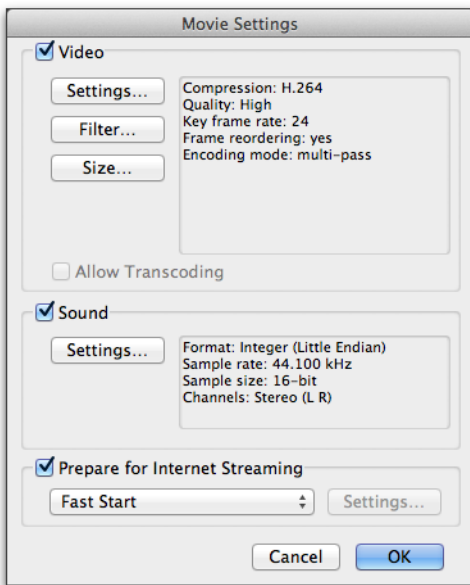 Movie Settings
Video
Settings...
Filter...
Size...
Compression: H.264
Quality: High
Key frame rate: 24
Frame reordering: yes
Encoding mode: multi-pass
Allow Transcoding
Sound
Settings...
Format: Integer (Little Endian)
Sample rate: 44.100 kHz
Sample size: 16-bit
Channels: Stereo (L R)
Prepare for Internet Streaming
Fast Start
Settings...
Cancel
OK